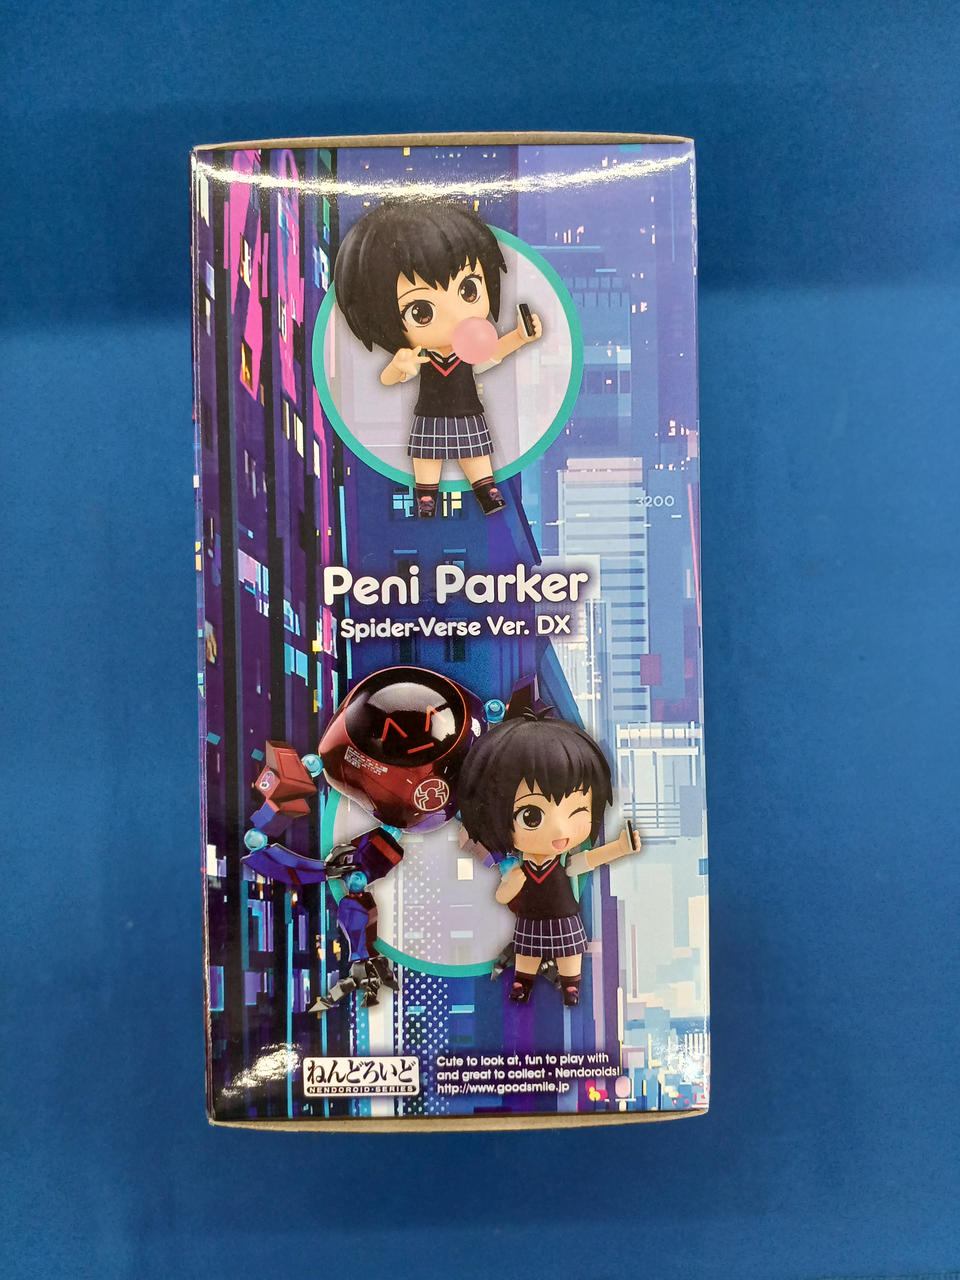 3200
Peni Parker
Spider-Verse Ver. DX
ねんどろいど
NENDOROID·SERIES
Cute to look at, fun to play with
and great to collect - Nendoroids!
http://www.goodsmile.jp